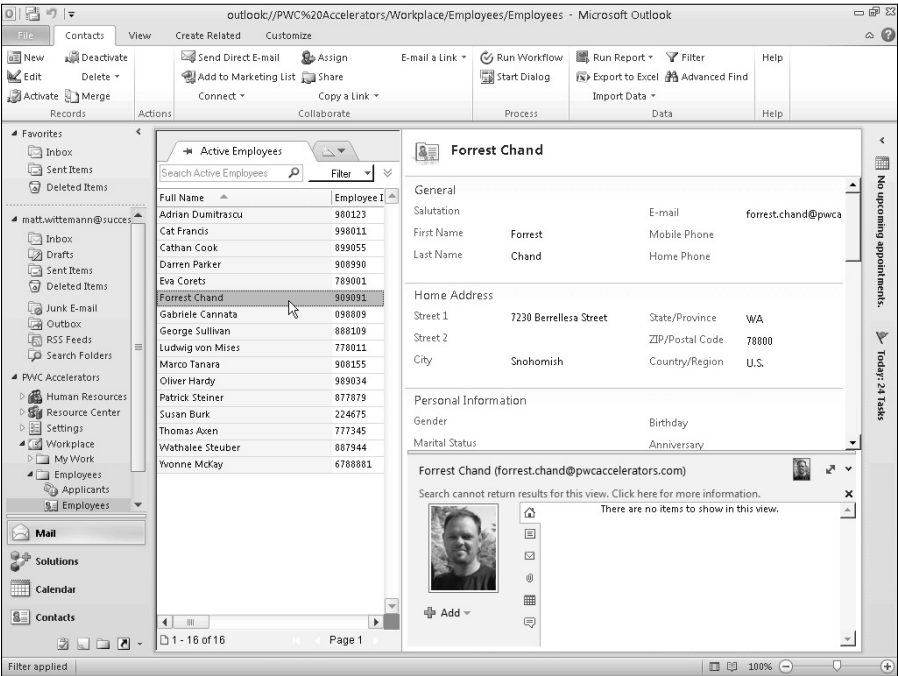 outlook://PWC%20Accelerators/Workplace/Employees/Employees - Microsoft Outlook
File Contacts View Create Related Customize
New Deactivate Send Direct E-mail Assign E-mail a Link Run Workflow Run Report Filter Help
Edit Delete Add to Marketing List Share Start Dialog Export to Excel Advanced Find
Activate Merge Connect Copy a Link Import Data
Records Actions Collaborate Process Data Help
Favorites
Inbox
Sent Items
Deleted Items
matt.wittemann@succes
Inbox
Drafts
Sent Items
Deleted Items
Junk E-mail
Outbox
RSS Feeds
Search Folders
PWC Accelerators
Human Resources
Resource Center
Settings
Workplace
My Work
Employees
Applicants
Employees
Mail
Solutions
Calendar
Contacts
Active Employees
Search Active Employees Filter
Full Name Employee I
Adrian Dumitrascu 980123
Cat Francis 998011
Cathan Cook 899055
Darren Parker 908990
Eva Corets 789001
Forrest Chand 909091
Gabriele Cannata 098809
George Sullivan 888109
Ludwig von Mises 778011
Marco Tanara 908155
Oliver Hardy 989034
Patrick Steiner 877879
Susan Burk 224675
Thomas Axen 777345
Wathalee Steuber 887944
Yvonne McKay 6788881
1 - 16 of 16 Page 1
Forrest Chand
General
Salutation E-mail forrest.chand@pwca
First Name Forrest Mobile Phone
Last Name Chand Home Phone
Home Address
Street 1 7230 Berrellesa Street State/Province WA
Street 2 ZIP/Postal Code 78800
City Snohomish Country/Region U.S.
Personal Information
Gender Birthday
Marital Status Anniversary
Forrest Chand (forrest.chand@pwcaccelerators.com)
Search cannot return results for this view. Click here for more information.
There are no items to show in this view.
Add
No upcoming appointments.
Today: 24 Tasks
Filter applied 100%